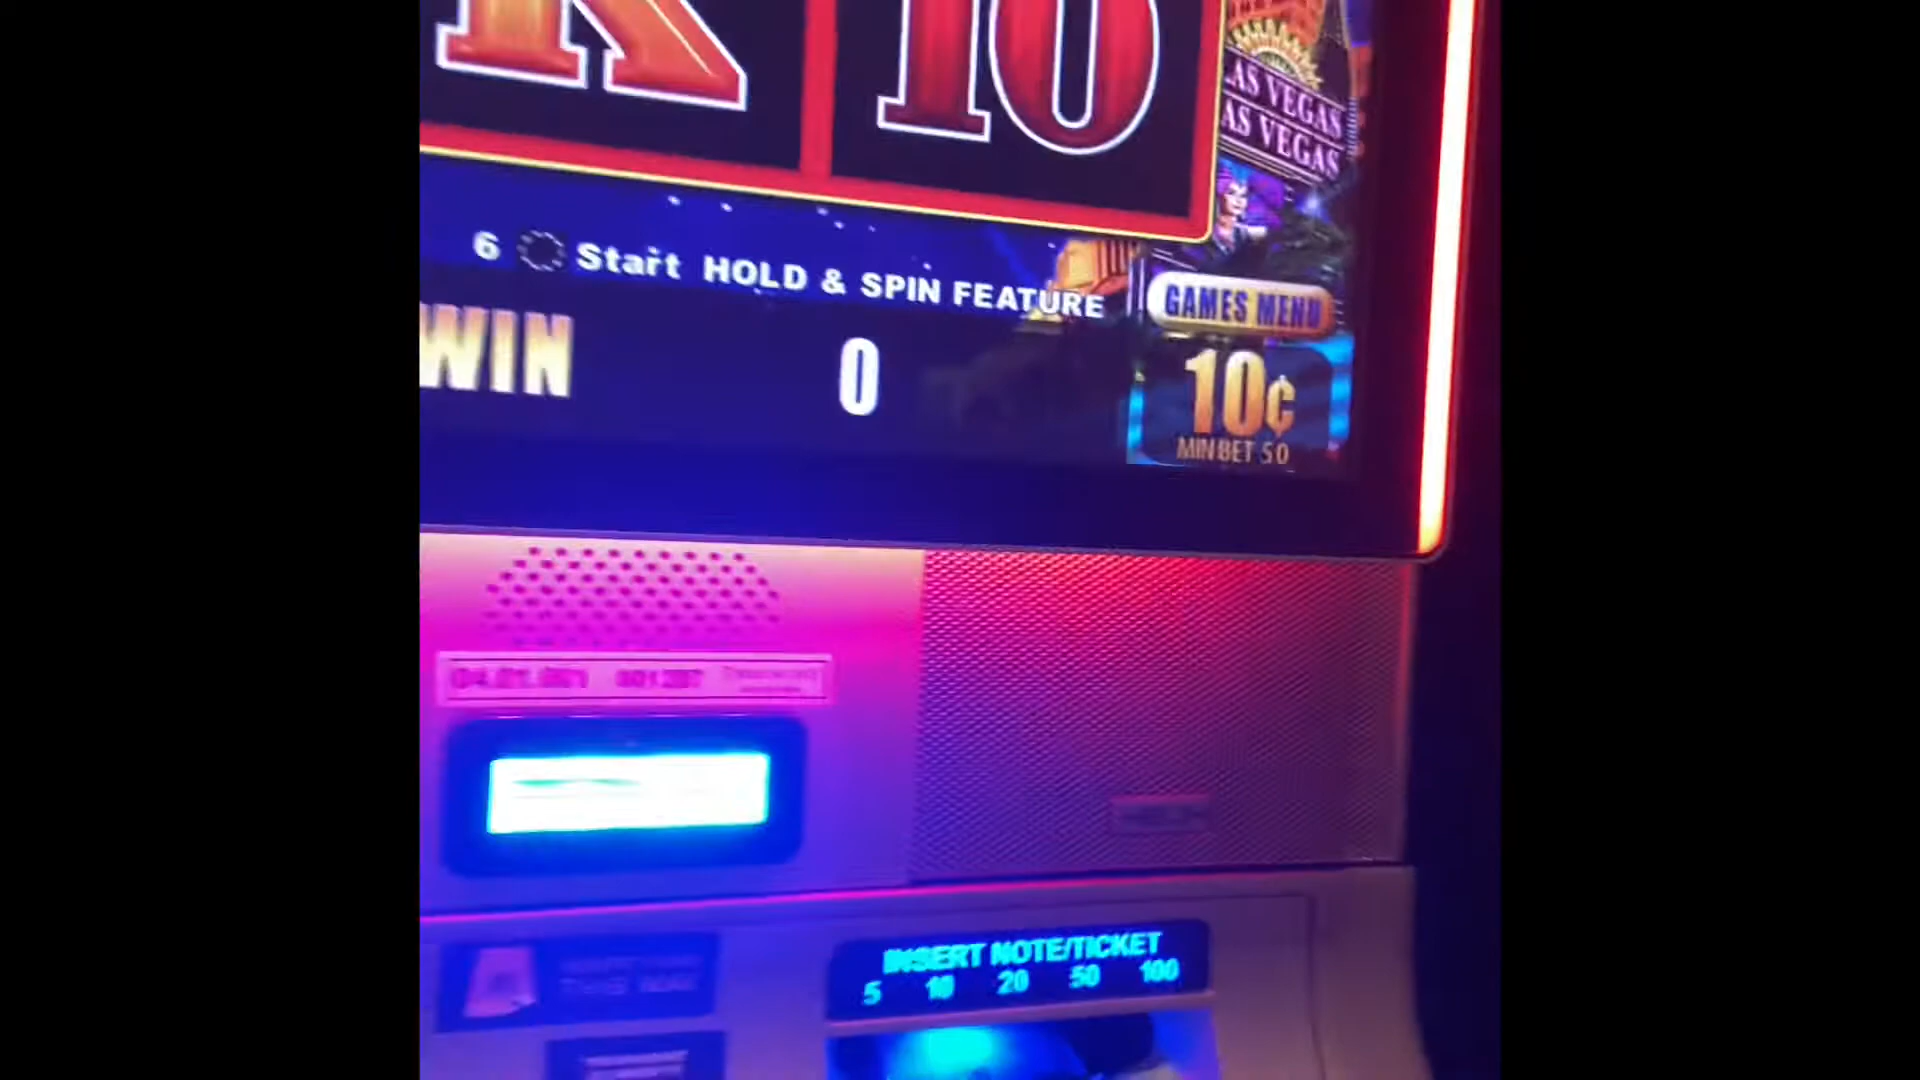 K 10
LAS VEGAS
LAS VEGAS
6 Start HOLD & SPIN FEATURE
GAMES MENU
WIN 0
10¢
MIN BET 50
INSERT NOTE/TICKET
5 10 20 50 100